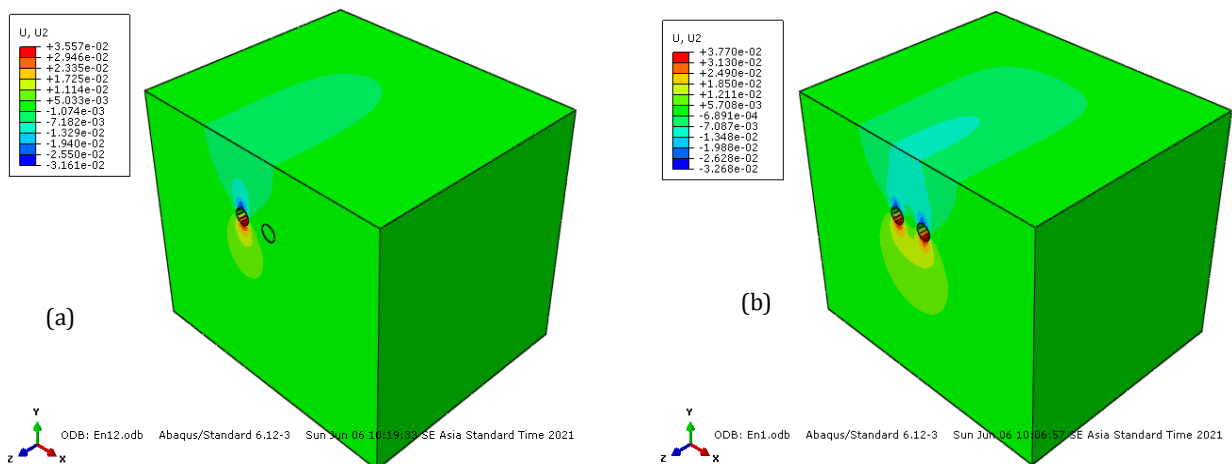 U, U2
+3.557e-02
+2.946e-02
+2.335e-02
+1.725e-02
+1.114e-02
+5.033e-03
-1.074e-03
-7.182e-03
-1.329e-02
-1.940e-02
-2.550e-02
-3.161e-02
(a)
Y
Z
X
ODB: En12.odb Abaqus/Standard 6.12-3 Sun Jun 06 10:19:33 SE Asia Standard Time 2021
U, U2
+3.770e-02
+3.130e-02
+2.490e-02
+1.850e-02
+1.211e-02
+5.708e-03
-6.891e-04
-7.087e-03
-1.348e-02
-1.988e-02
-2.628e-02
-3.268e-02
(b)
Y
Z
X
ODB: En1.odb Abaqus/Standard 6.12-3 Sun Jun 06 10:06:57 SE Asia Standard Time 2021